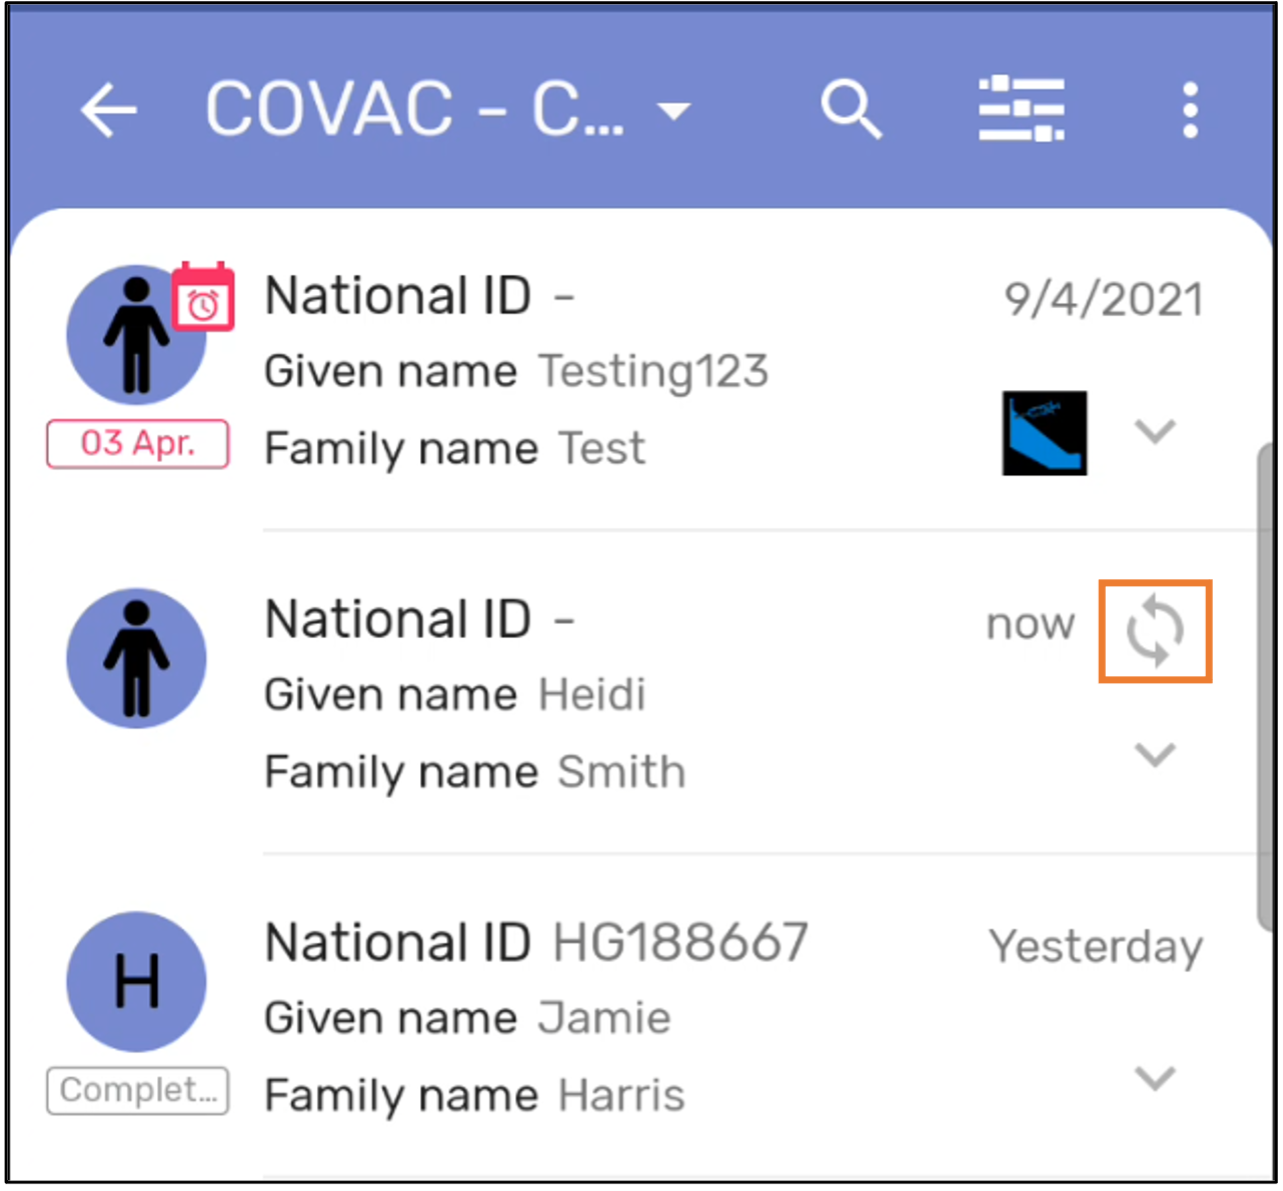 COVAC - C...
National ID - 9/4/2021
Given name Testing123
03 Apr. Family name Test
National ID - now
Given name Heidi
Family name Smith
H National ID HG188667 Yesterday
Given name Jamie
Complet... Family name Harris